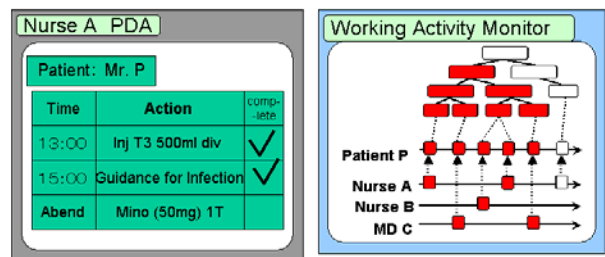 Nurse A PDA
Patient: Mr. P
Time Action comp-
-lete
13:00 Inj T3 500ml div
15:00 Guidance for Infection
Abend Mino (50mg) 1T
Working Activity Monitor
Patient P
Nurse A
Nurse B
MD C